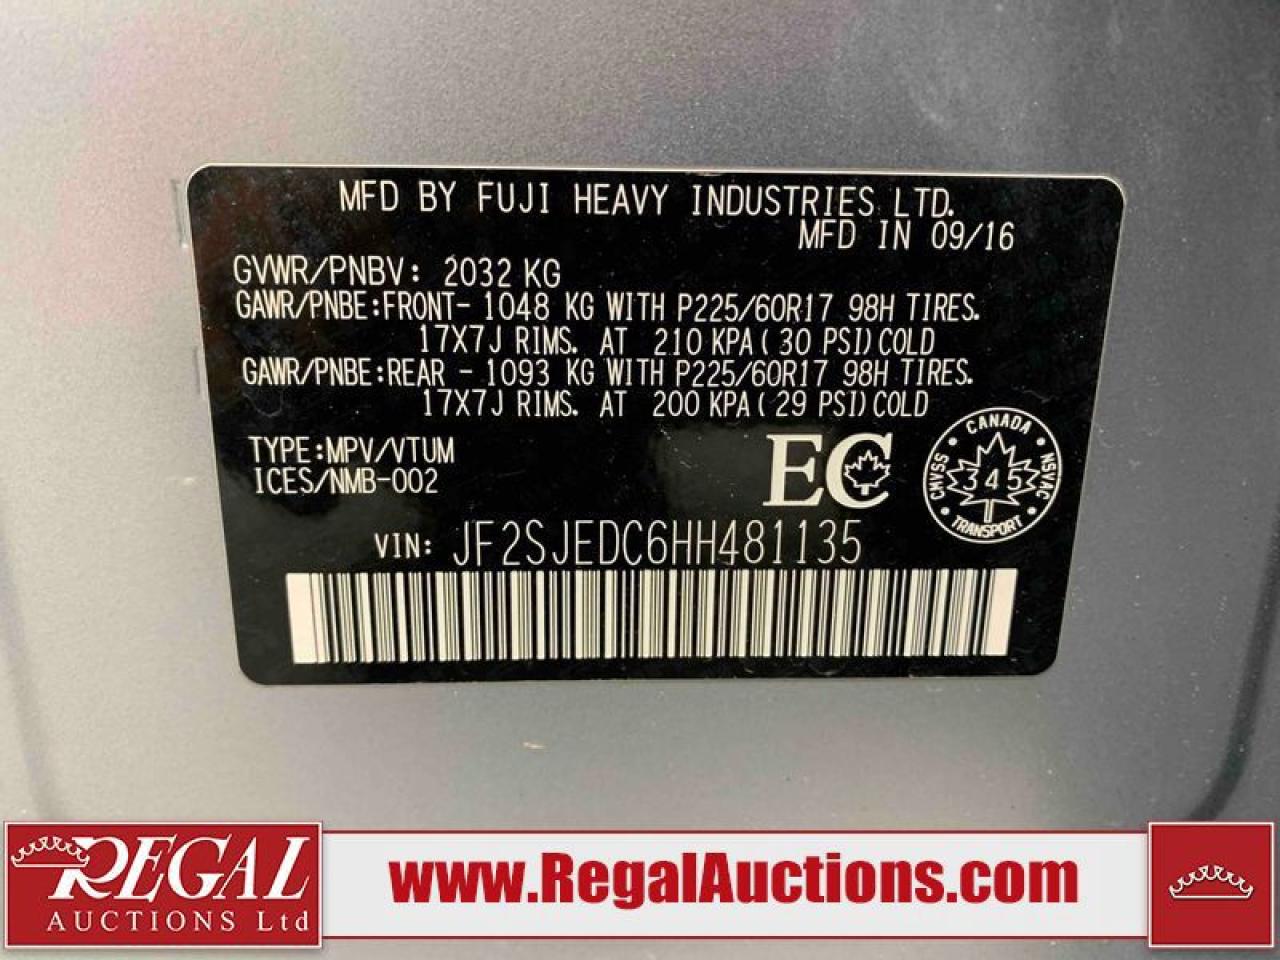 MFD BY FUJI HEAVY INDUSTRIES LTD.
MFD IN 09/16
GVWR/PNBV: 2032 KG
GAWR/PNBE:FRONT- 1048 KG WITH P225/60R17 98H TIRES.
17X7J RIMS. AT 210 KPA ( 30 PSI) COLD
GAWR/PNBE:REAR - 1093 KG WITH P225/60R17 98H TIRES.
17X7J RIMS. AT 200 KPA ( 29 PSI) COLD
TYPE:MPV/VTUM
ICES/NMB-002
EC
CANADA
CMVSS
345
NSVAC
TRANSPORT
VIN: JF2SJEDC6HH481135
REGAL
AUCTIONS Ltd
www.RegalAuctions.com